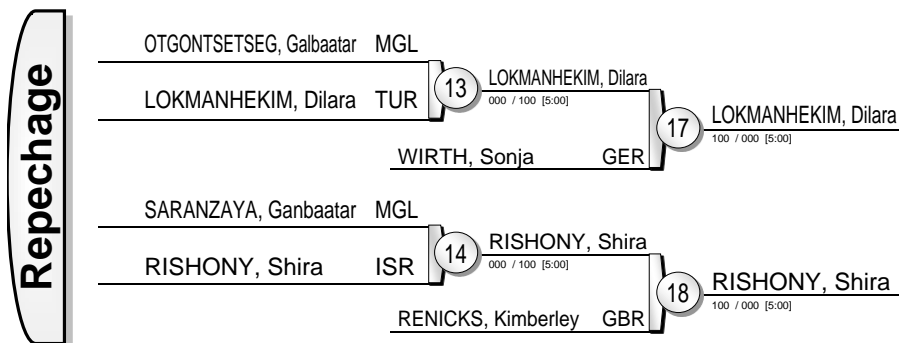 Repechage
OTGONTSETSEG, Galbaatar MGL
LOKMANHEKIM, Dilara TUR
13
LOKMANHEKIM, Dilara
000 / 100 [5:00]
WIRTH, Sonja GER
17
LOKMANHEKIM, Dilara
100 / 000 [5:00]
SARANZAYA, Ganbaatar MGL
RISHONY, Shira ISR
14
RISHONY, Shira
000 / 100 [5:00]
RENICKS, Kimberley GBR
18
RISHONY, Shira
100 / 000 [5:00]